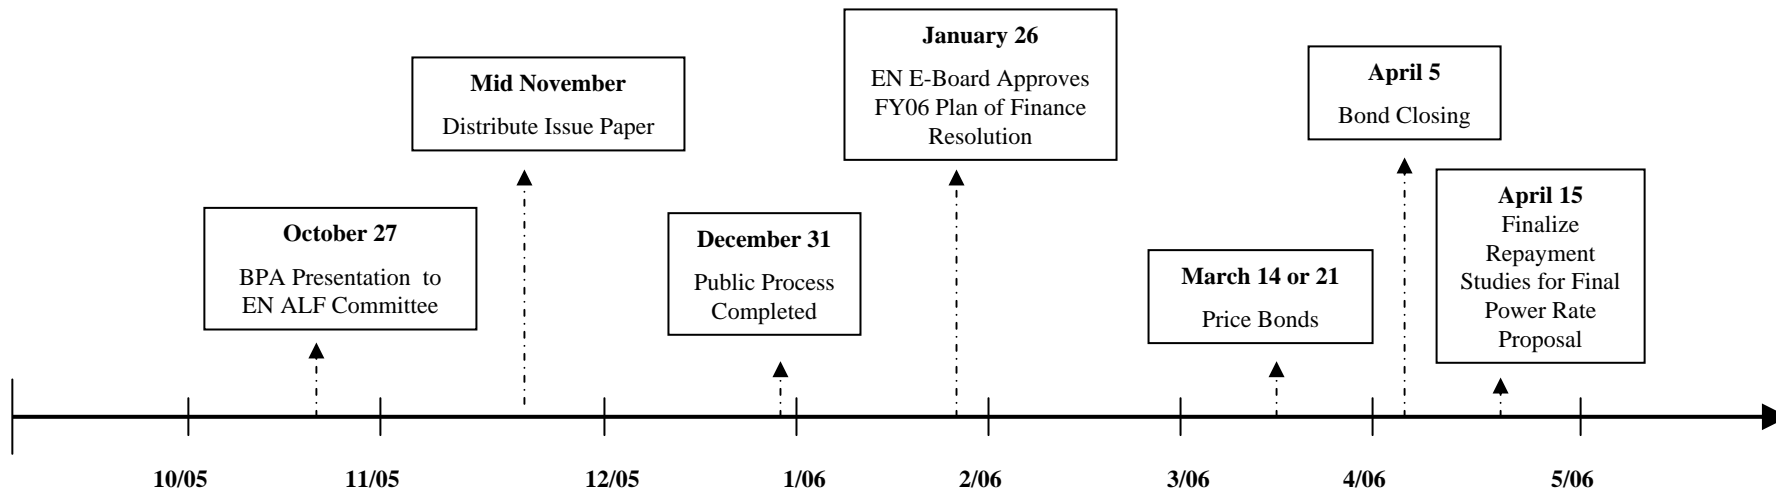 October 27
BPA Presentation to
EN ALF Committee
Mid November
Distribute Issue Paper
December 31
Public Process
Completed
January 26
EN E-Board Approves
FY06 Plan of Finance
Resolution
March 14 or 21
Price Bonds
April 5
Bond Closing
April 15
Finalize
Repayment
Studies for Final
Power Rate
Proposal
10/05
11/05
12/05
1/06
2/06
3/06
4/06
5/06